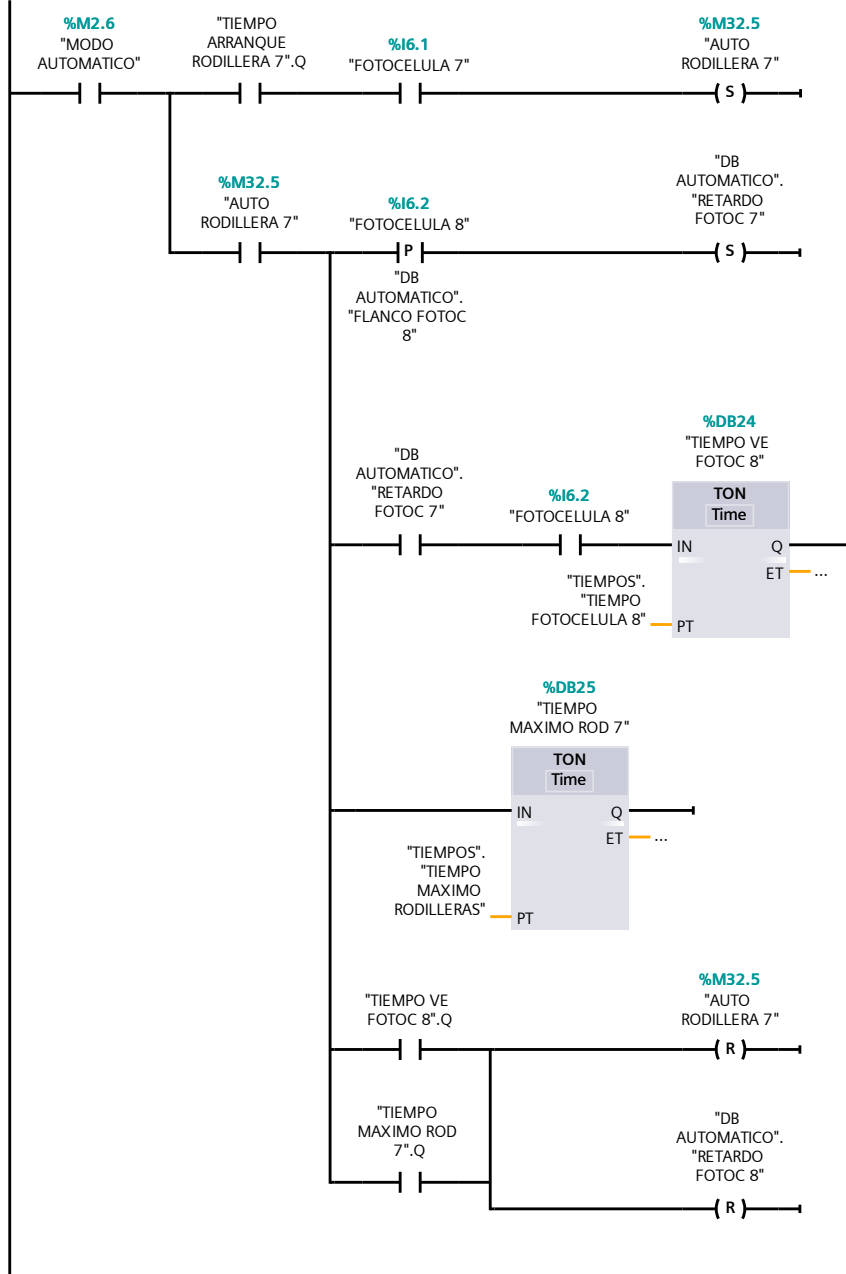 %M2.6
"MODO
AUTOMATICO"
"TIEMPO
ARRANQUE
RODILLERA 7".Q
%I6.1
"FOTOCELULA 7"
%M32.5
"AUTO
RODILLERA 7"
S
%M32.5
"AUTO
RODILLERA 7"
%I6.2
"FOTOCELULA 8"
P
"DB
AUTOMATICO".
"FLANCO FOTOC
8"
"DB
AUTOMATICO".
"RETARDO
FOTOC 7"
S
"DB
AUTOMATICO".
"RETARDO
FOTOC 7"
%I6.2
"FOTOCELULA 8"
%DB24
"TIEMPO VE
FOTOC 8"
TON
Time
IN Q
ET ...
"TIEMPOS".
"TIEMPO
FOTOCELULA 8"
PT
%DB25
"TIEMPO
MAXIMO ROD 7"
TON
Time
IN Q
ET ...
"TIEMPOS".
"TIEMPO
MAXIMO
RODILLERAS"
PT
"TIEMPO VE
FOTOC 8".Q
%M32.5
"AUTO
RODILLERA 7"
R
"TIEMPO
MAXIMO ROD
7".Q
"DB
AUTOMATICO".
"RETARDO
FOTOC 8"
R